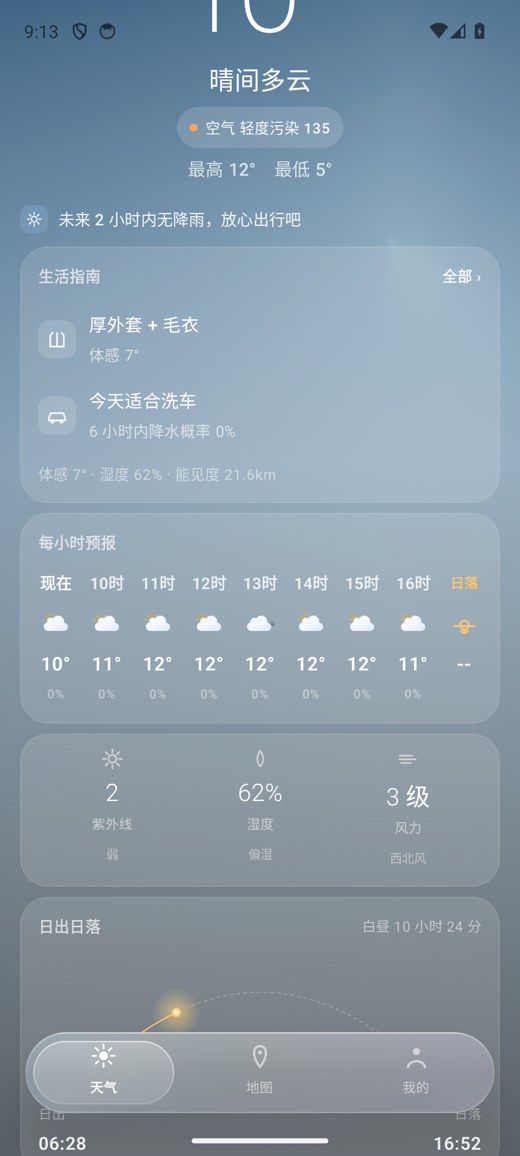 9:13
10
晴间多云
空气 轻度污染 135
最高 12° 最低 5°
未来 2 小时内无降雨，放心出行吧
生活指南 全部 ›
厚外套 + 毛衣
体感 7°
今天适合洗车
6 小时内降水概率 0%
体感 7° · 湿度 62% · 能见度 21.6km
每小时预报
现在 10时 11时 12时 13时 14时 15时 16时 日落
10° 11° 12° 12° 12° 12° 12° 11° --
0% 0% 0% 0% 0% 0% 0% 0%
2 62% 3 级
紫外线 湿度 风力
弱 偏湿 西北风
日出日落 白昼 10 小时 24 分
天气 地图 我的
日出 日落
06:28 16:52